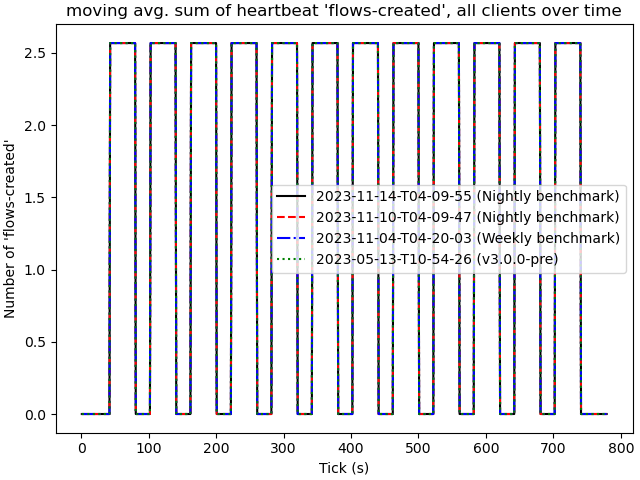 moving avg. sum of heartbeat 'flows-created', all clients over time
Number of 'flows-created'
2.5
2.0
1.5
1.0
0.5
0.0
2023-11-14-T04-09-55 (Nightly benchmark)
2023-11-10-T04-09-47 (Nightly benchmark)
2023-11-04-T04-20-03 (Weekly benchmark)
2023-05-13-T10-54-26 (v3.0.0-pre)
0 100 200 300 400 500 600 700 800
Tick (s)